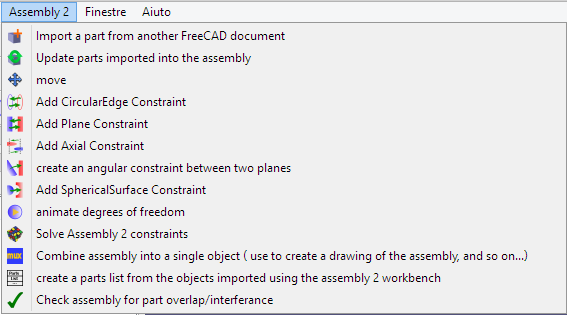 Assembly 2 Finestre Aiuto
Import a part from another FreeCAD document
Update parts imported into the assembly
move
Add CircularEdge Constraint
Add Plane Constraint
Add Axial Constraint
create an angular constraint between two planes
Add SphericalSurface Constraint
animate degrees of freedom
Solve Assembly 2 constraints
mux Combine assembly into a single object ( use to create a drawing of the assembly, and so on...)
Parts List create a parts list from the objects imported using the assembly 2 workbench
Check assembly for part overlap/interferance